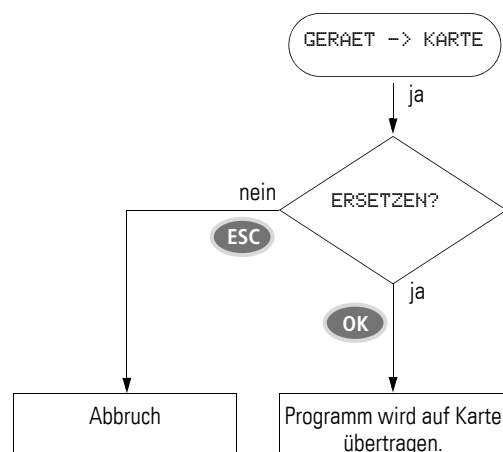 GERAET -> KARTE
ja
ERSETZEN?
nein
ESC
ja
OK
Abbruch
Programm wird auf Karte
übertragen.